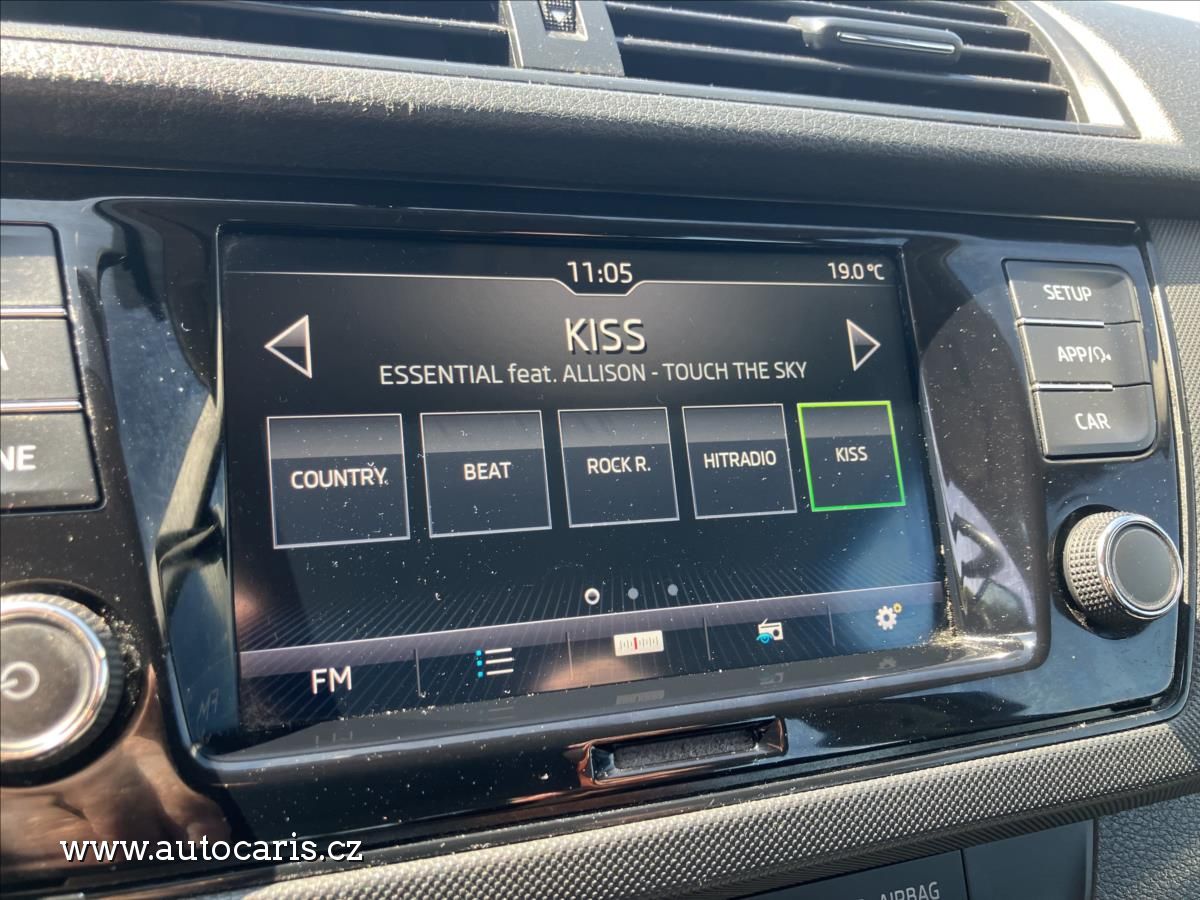 11:05
19.0 °C
KISS
ESSENTIAL feat. ALLISON - TOUCH THE SKY
COUNTRY
BEAT
ROCK R.
HITRADIO
KISS
FM
SETUP
APP/
CAR
NE
www.autocaris.cz
AIRBAG